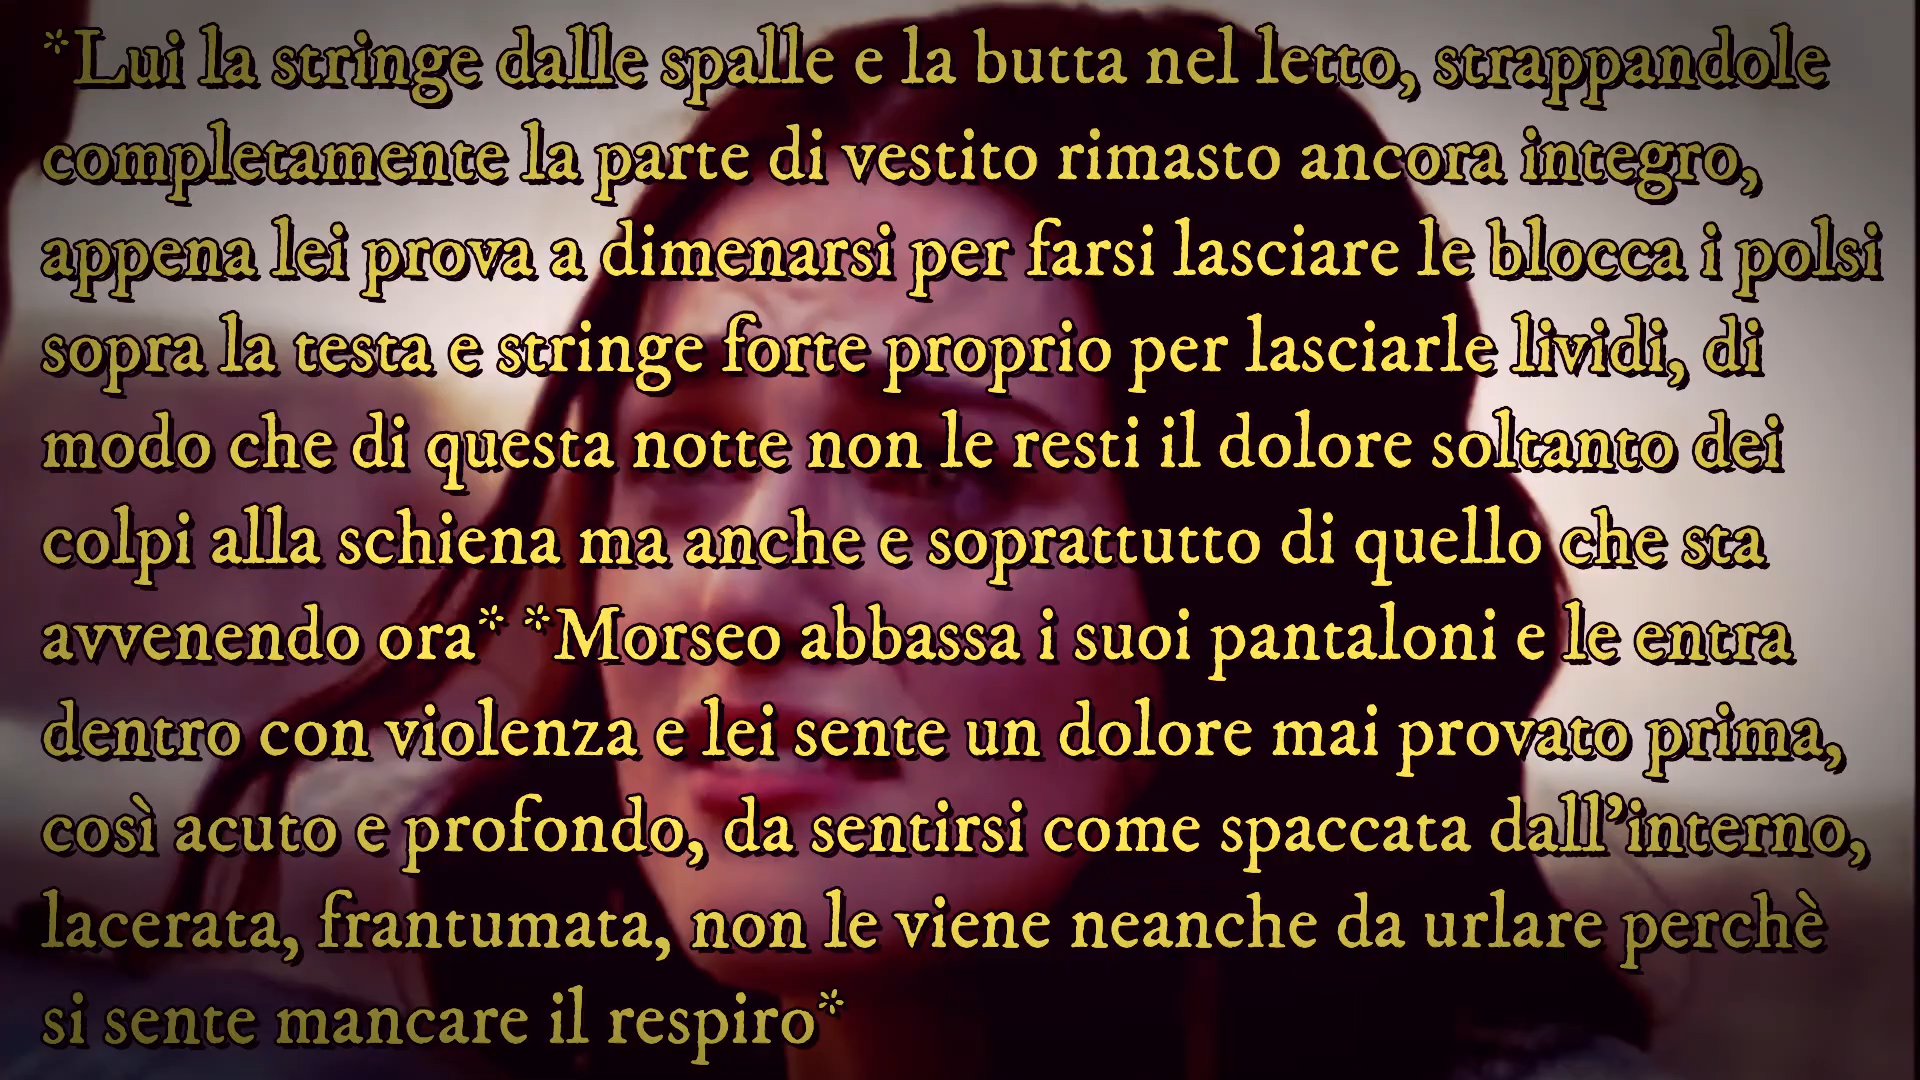 *Lui la stringe dalle spalle e la butta nel letto, strappandole
completamente la parte di vestito rimasto ancora integro,
appena lei prova a dimenarsi per farsi lasciare le blocca i polsi
sopra la testa e stringe forte proprio per lasciarle lividi, di
modo che di questa notte non le resti il dolore soltanto dei
colpi alla schiena ma anche e soprattutto di quello che sta
avvenendo ora* *Morseo abbassa i suoi pantaloni e le entra
dentro con violenza e lei sente un dolore mai provato prima,
così acuto e profondo, da sentirsi come spaccata dall'interno,
lacerata, frantumata, non le viene neanche da urlare perchè
si sente mancare il respiro*